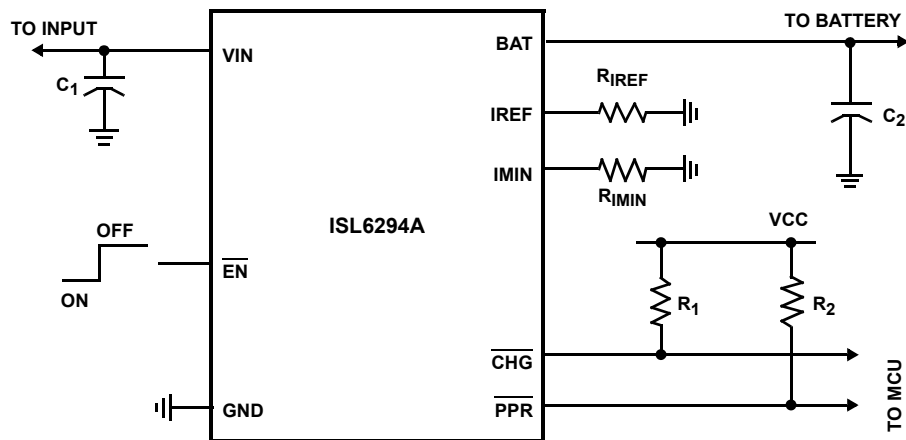 TO INPUT
C1
VIN
BAT
TO BATTERY
C2
RIREF
IREF
IMIN
RIMIN
ISL6294A
OFF
ON
EN
VCC
R1
R2
CHG
GND
PPR
TO MCU